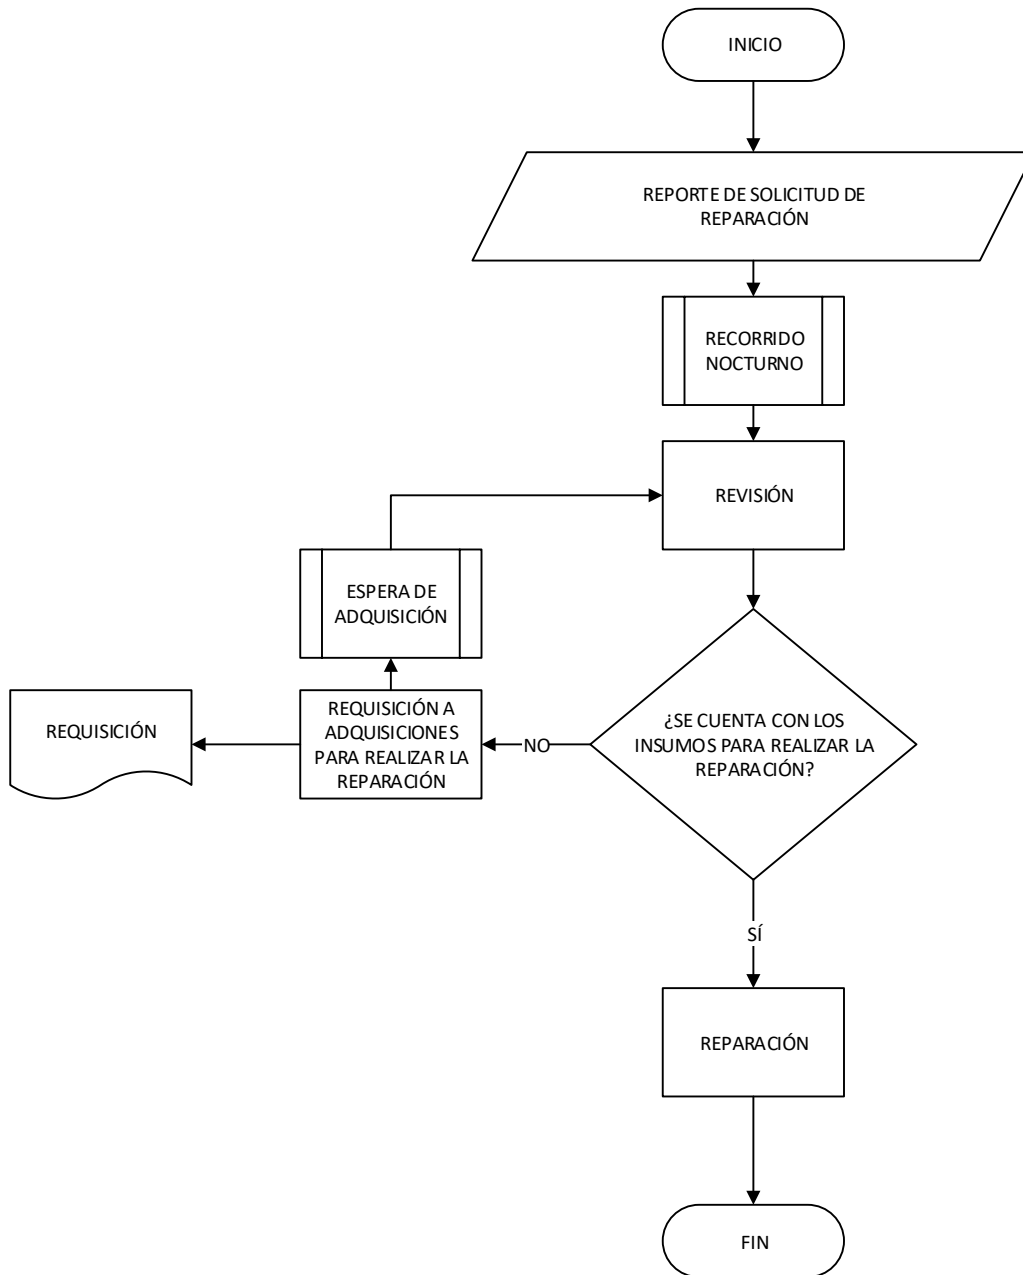 INICIO
REPORTE DE SOLICITUD DE
REPARACIÓN
RECORRIDO
NOCTURNO
REVISIÓN
ESPERA DE
ADQUISICIÓN
REQUISICIÓN
REQUISICIÓN A
ADQUISICIONES
PARA REALIZAR LA
REPARACIÓN
NO
¿SE CUENTA CON LOS
INSUMOS PARA REALIZAR LA
REPARACIÓN?
SÍ
REPARACIÓN
FIN